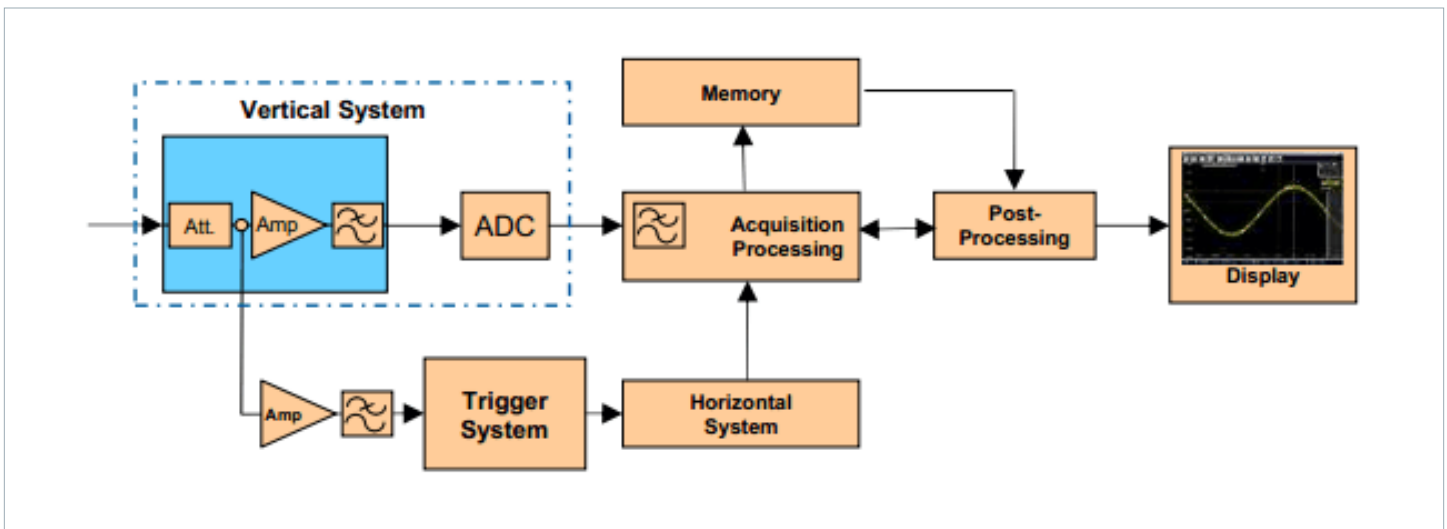 Vertical System
Att.
Amp
ADC
Memory
Acquisition
Processing
Post-
Processing
Display
Amp
Trigger
System
Horizontal
System